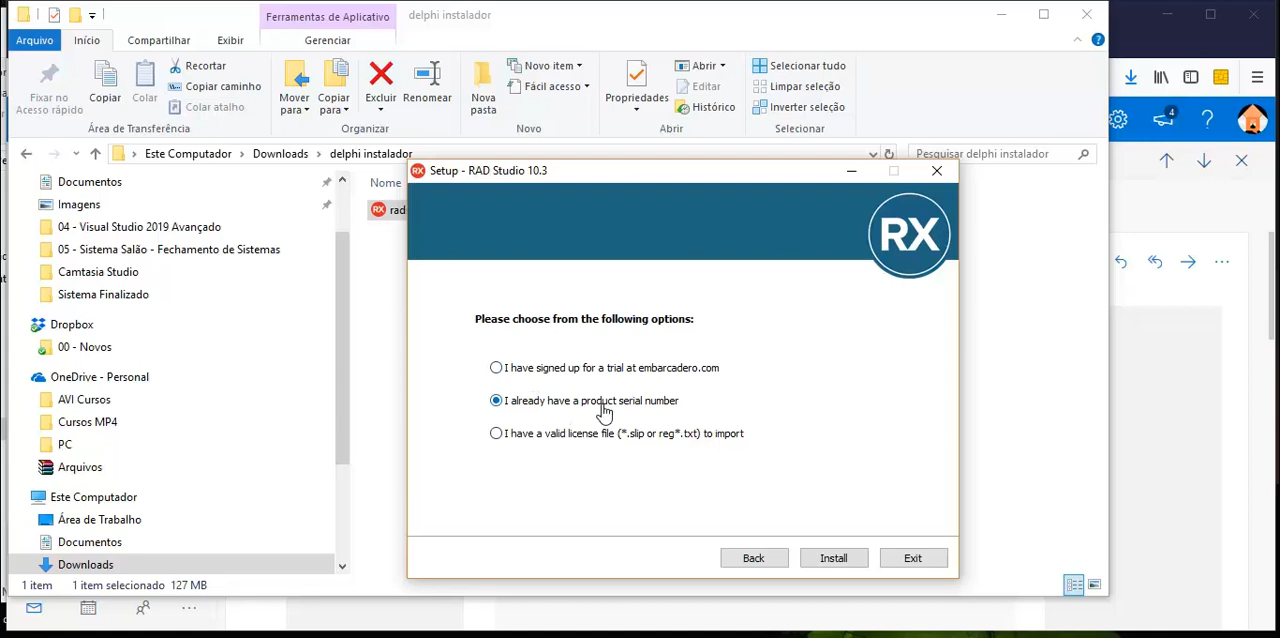 Ferramentas de Aplicativo
delphi instalador
Arquivo
Início
Compartilhar
Exibir
Gerenciar
Fixar no
Acesso rápido
Copiar
Colar
Recortar
Copiar caminho
Colar atalho
Mover
para
Copiar
para
Excluir
Renomear
Nova
pasta
Novo item
Fácil acesso
Propriedades
Abrir
Editar
Histórico
Selecionar tudo
Limpar seleção
Inverter seleção
Área de Transferência
Organizar
Novo
Abrir
Selecionar
4
Este Computador
Downloads
delphi instalador
Pesquisar delphi instalador
Documentos
Imagens
04 - Visual Studio 2019 Avançado
05 - Sistema Salão - Fechamento de Sistemas
Camtasia Studio
Sistema Finalizado
Dropbox
00 - Novos
OneDrive - Personal
AVI Cursos
Cursos MP4
PC
Arquivos
Este Computador
Área de Trabalho
Documentos
Downloads
Nome
RX rad
RX Setup - RAD Studio 10.3
RX
Please choose from the following options:
I have signed up for a trial at embarcadero.com
I already have a product serial number
I have a valid license file (*.slip or reg*.txt) to import
Back
Install
Exit
1 item
1 item selecionado 127 MB